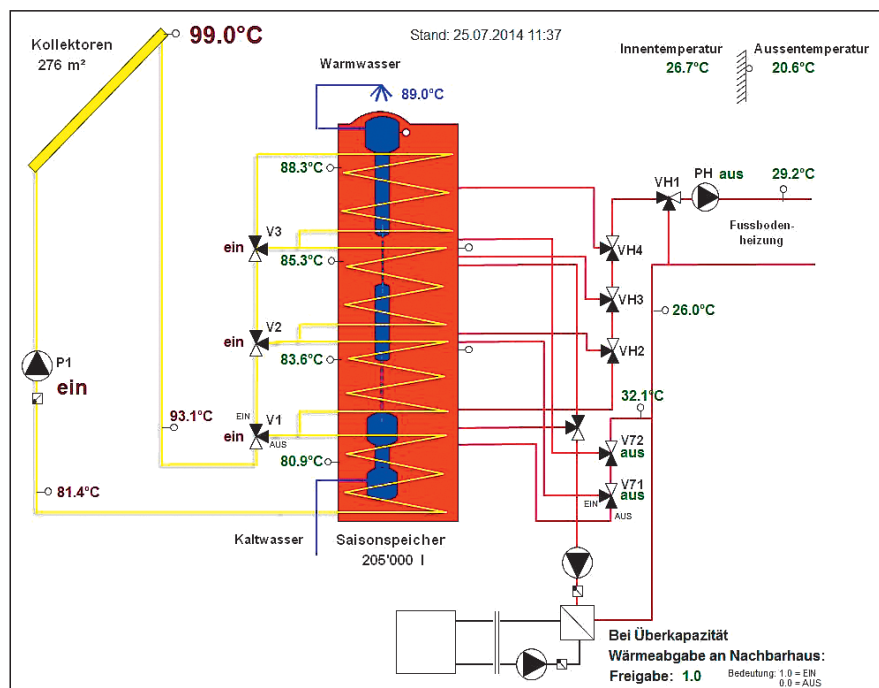 Stand: 25.07.2014 11:37
Kollektoren
276 m²
99.0°C
Innentemperatur
26.7°C
Aussentemperatur
20.6°C
Warmwasser
89.0°C
88.3°C
VH1
PH
aus
29.2°C
Fussboden-
heizung
V3
ein
85.3°C
VH4
VH3
26.0°C
V2
ein
83.6°C
VH2
P1
ein
93.1°C
EIN
V1
ein
AUS
80.9°C
32.1°C
V72
aus
V71
aus
EIN
AUS
81.4°C
Kaltwasser
Saisonspeicher
205'000 l
Bei Überkapazität
Wärmeabgabe an Nachbarhaus:
Freigabe: 1.0
Bedeutung: 1.0 = EIN
0.0 = AUS